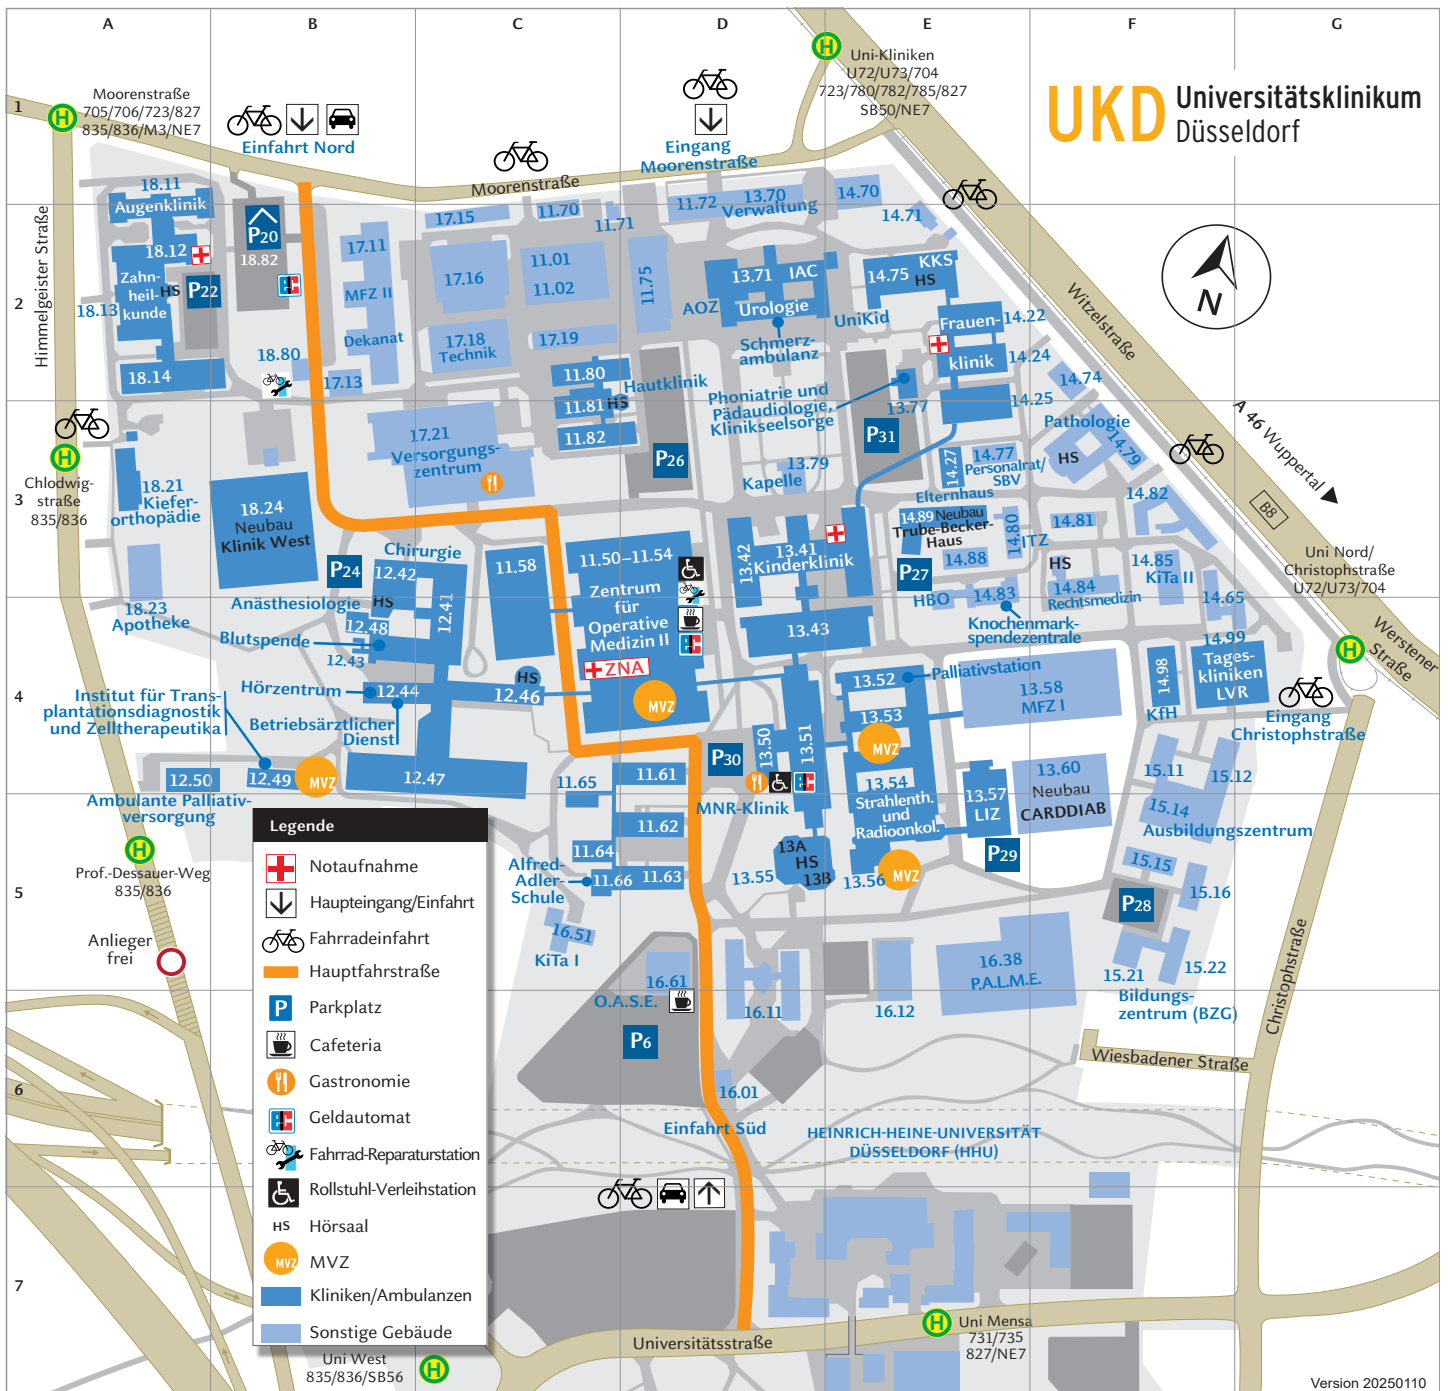 A
B
C
D
E
F
G
1
2
3
4
5
6
7
UKD Universitätsklinikum
Düsseldorf
Uni-Kliniken
U72/U73/704
723/780/782/785/827
SB50/NE7
Moorenstraße
705/706/723/827
835/836/M3/NE7
Einfahrt Nord
Eingang
Moorenstraße
Moorenstraße
Himmelgeister Straße
Witzelstraße
A 46 Wuppertal
B8
N
18.11
Augenklinik
18.12
Zahn-
heil-
kunde
HS
18.13
18.14
P22
P20
18.82
18.80
17.11
MFZ II
Dekanat
17.13
17.15
17.16
17.18
Technik
11.70
11.71
11.01
11.02
17.19
11.75
11.72
13.70
Verwaltung
14.70
14.71
13.71
IAC
AOZ
Urologie
Schmerz-
ambulanz
UniKid
14.75
KKS
HS
Frauen-
klinik
14.22
14.24
14.25
14.74
11.80
11.81
HS
11.82
Hautklinik
Phoniatrie und
Pädaudiologie,
Klinikseelsorge
13.77
P31
P26
13.79
Kapelle
Pathologie
HS
14.79
14.82
14.77
Personalrat/
SBV
14.27
Elternhaus
14.89
Neubau
Trube-Becker-
Haus
14.80
ITZ
14.81
14.88
P27
HBO
14.83
HS
14.84
Rechtsmedizin
14.85
KiTa II
14.65
Knochenmark-
spendezentrale
14.99
Tages-
kliniken
LVR
14.98
KfH
Chlodwig-
straße
835/836
18.21
Kiefer-
orthopädie
18.23
Apotheke
18.24
Neubau
Klinik West
17.21
Versorgungs-
zentrum
P24
Chirurgie
12.42
HS
12.41
Anästhesiologie
12.48
Blutspende
12.43
Hörzentrum
12.44
Betriebsärztlicher
Dienst
Institut für Trans-
plantationsdiagnostik
und Zelltherapeutika
12.50
12.49
MVZ
12.47
Ambulante Palliativ-
versorgung
11.58
HS
12.46
11.50–11.54
Zentrum
für
Operative
Medizin II
ZNA
MVZ
13.42
13.41
Kinderklinik
13.43
13.52
Palliativstation
13.53
MVZ
13.58
MFZ I
13.50
13.51
P30
MNR-Klinik
13.54
Strahlenth.
und
Radioonkol.
13.57
LIZ
13.60
Neubau
CARDDIAB
P29
13A
HS
13B
13.55
13.56
MVZ
11.65
11.61
11.62
11.64
11.66
11.63
Alfred-
Adler-
Schule
16.51
KiTa I
16.61
O.A.S.E.
P6
16.11
16.12
16.38
P.A.L.M.E.
16.01
15.11
15.12
15.14
Ausbildungszentrum
15.15
15.16
P28
15.21
15.22
Bildungs-
zentrum (BZG)
Uni Nord/
Christophstraße
U72/U73/704
Werstener
Straße
Eingang
Christophstraße
Christophstraße
Wiesbadener Straße
Einfahrt Süd
HEINRICH-HEINE-UNIVERSITÄT
DÜSSELDORF (HHU)
Prof.-Dessauer-Weg
835/836
Anlieger
frei
Legende
Notaufnahme
Haupteingang/Einfahrt
Fahrradeinfahrt
Hauptfahrstraße
P Parkplatz
Cafeteria
Gastronomie
Geldautomat
Fahrrad-Reparaturstation
Rollstuhl-Verleihstation
HS Hörsaal
MVZ MVZ
Kliniken/Ambulanzen
Sonstige Gebäude
Uni West
835/836/SB56
Universitätsstraße
Uni Mensa
731/735
827/NE7
H
H
H
H
H
H
H
Version 20250110